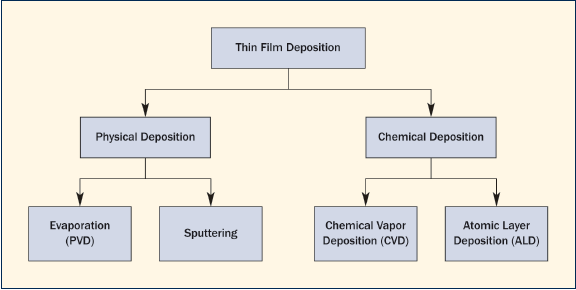 Thin Film Deposition
Physical Deposition
Chemical Deposition
Evaporation
(PVD)
Sputtering
Chemical Vapor
Deposition (CVD)
Atomic Layer
Deposition (ALD)